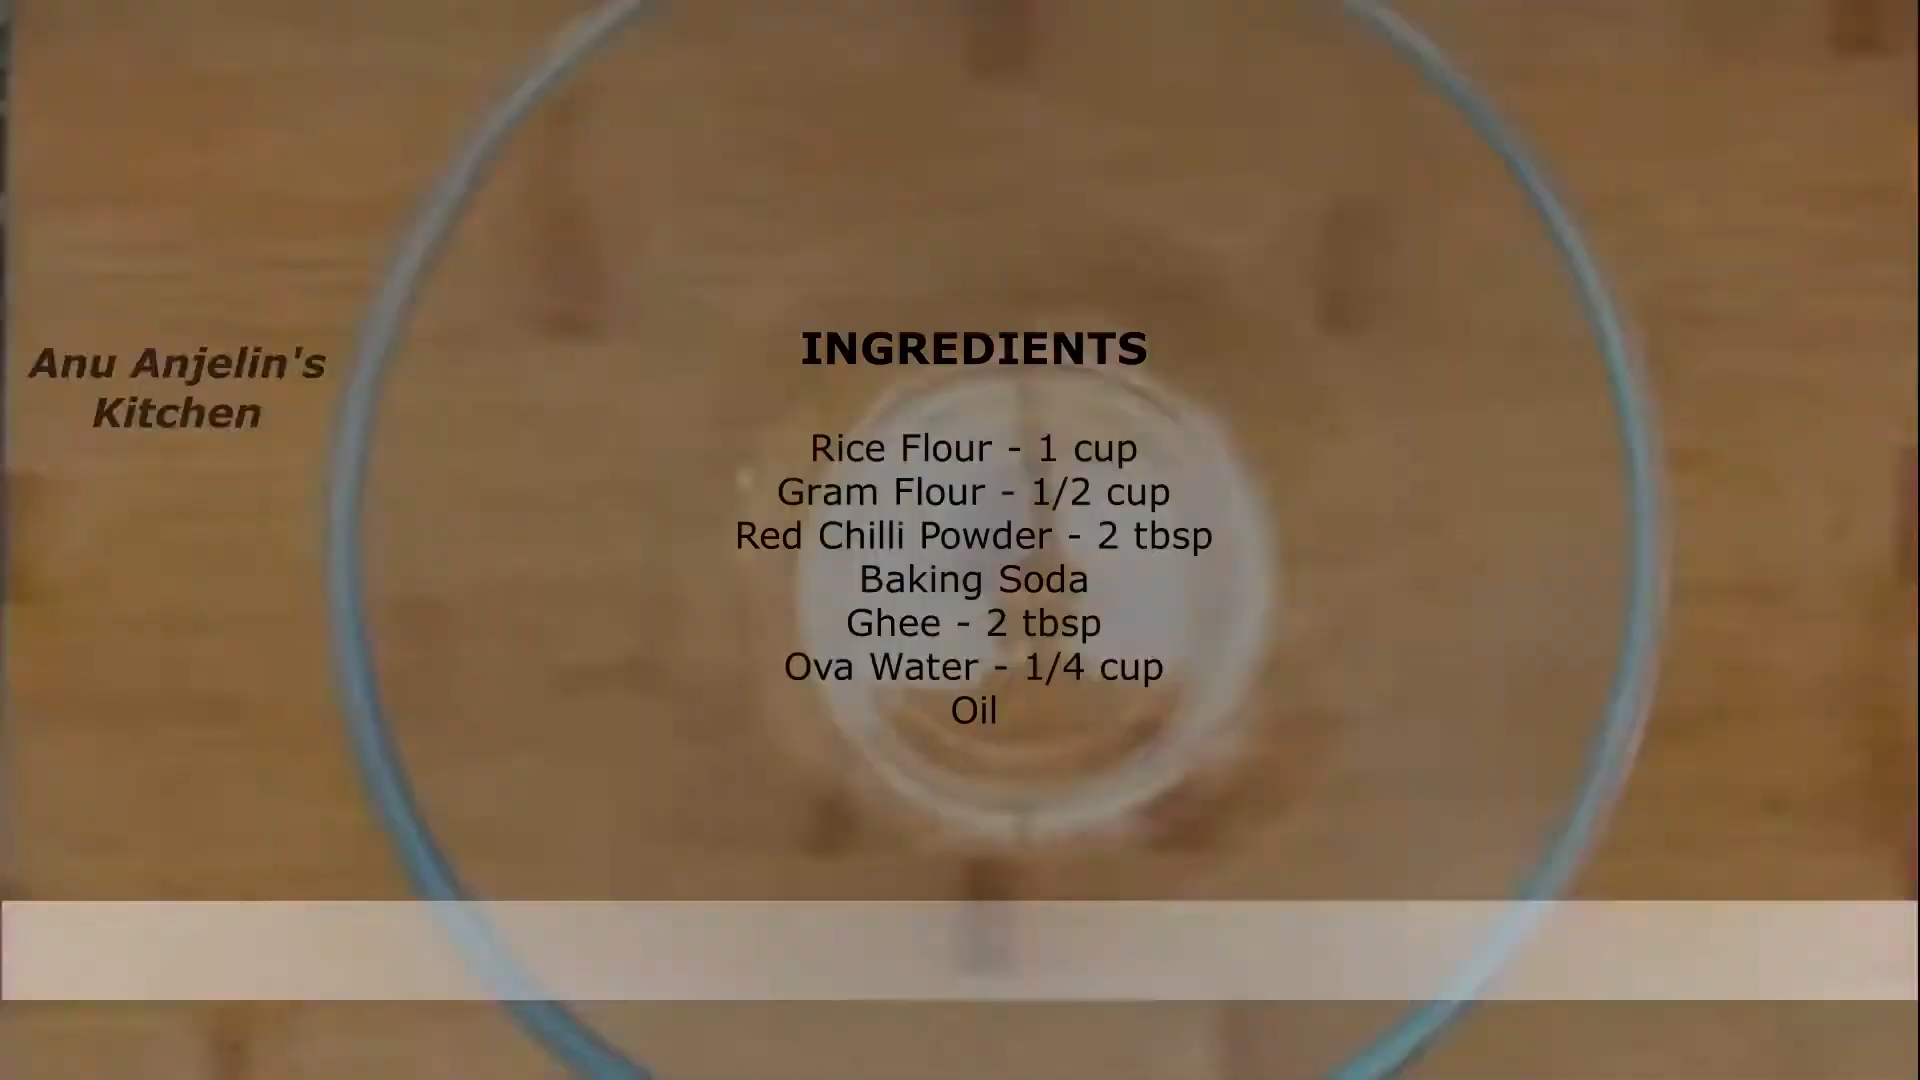 Anu Anjelin's
Kitchen
INGREDIENTS
Rice Flour - 1 cup
Gram Flour - 1/2 cup
Red Chilli Powder - 2 tbsp
Baking Soda
Ghee - 2 tbsp
Ova Water - 1/4 cup
Oil